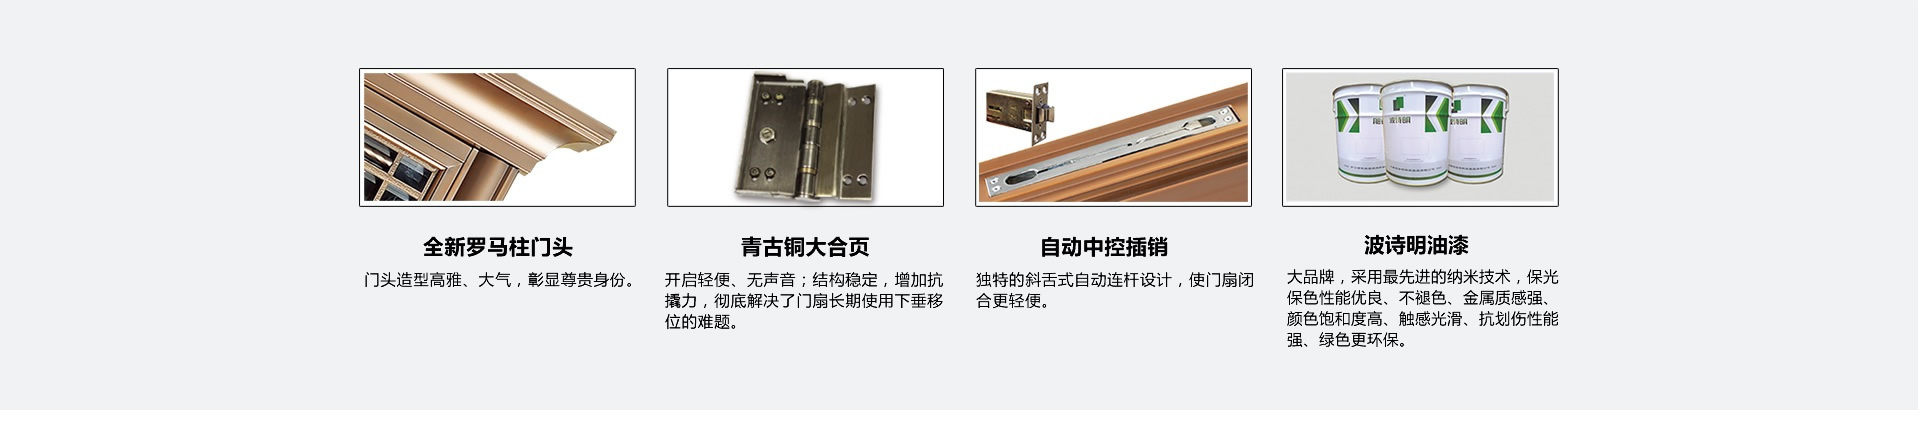 波诗明
全新罗马柱门头
门头造型高雅、大气，彰显尊贵身份。
青古铜大合页
开启轻便、无声音；结构稳定，增加抗
撬力，彻底解决了门扇长期使用下垂移
位的难题。
自动中控插销
独特的斜舌式自动连杆设计，使门扇闭
合更轻便。
波诗明油漆
大品牌，采用最先进的纳米技术，保光
保色性能优良、不褪色、金属质感强、
颜色饱和度高、触感光滑、抗划伤性能
强、绿色更环保。